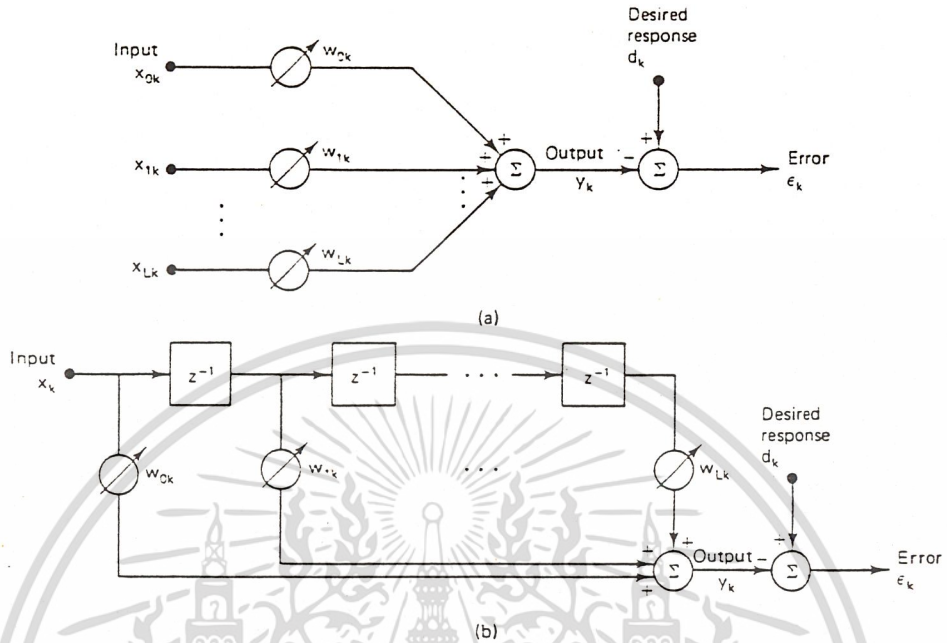 Desired
response
d_k
Input
x_0k
w_0k
+
x_1k
w_1k
+
Σ
Output
y_k
-
+
Σ
Error
ϵ_k
+
x_Lk
w_Lk
(a)
Input
x_k
z^-1
z^-1
. . .
z^-1
Desired
response
d_k
w_0k
w_1k
. . .
w_Lk
+
+
+
Σ
Output
y_k
-
+
Σ
Error
ϵ_k
(b)